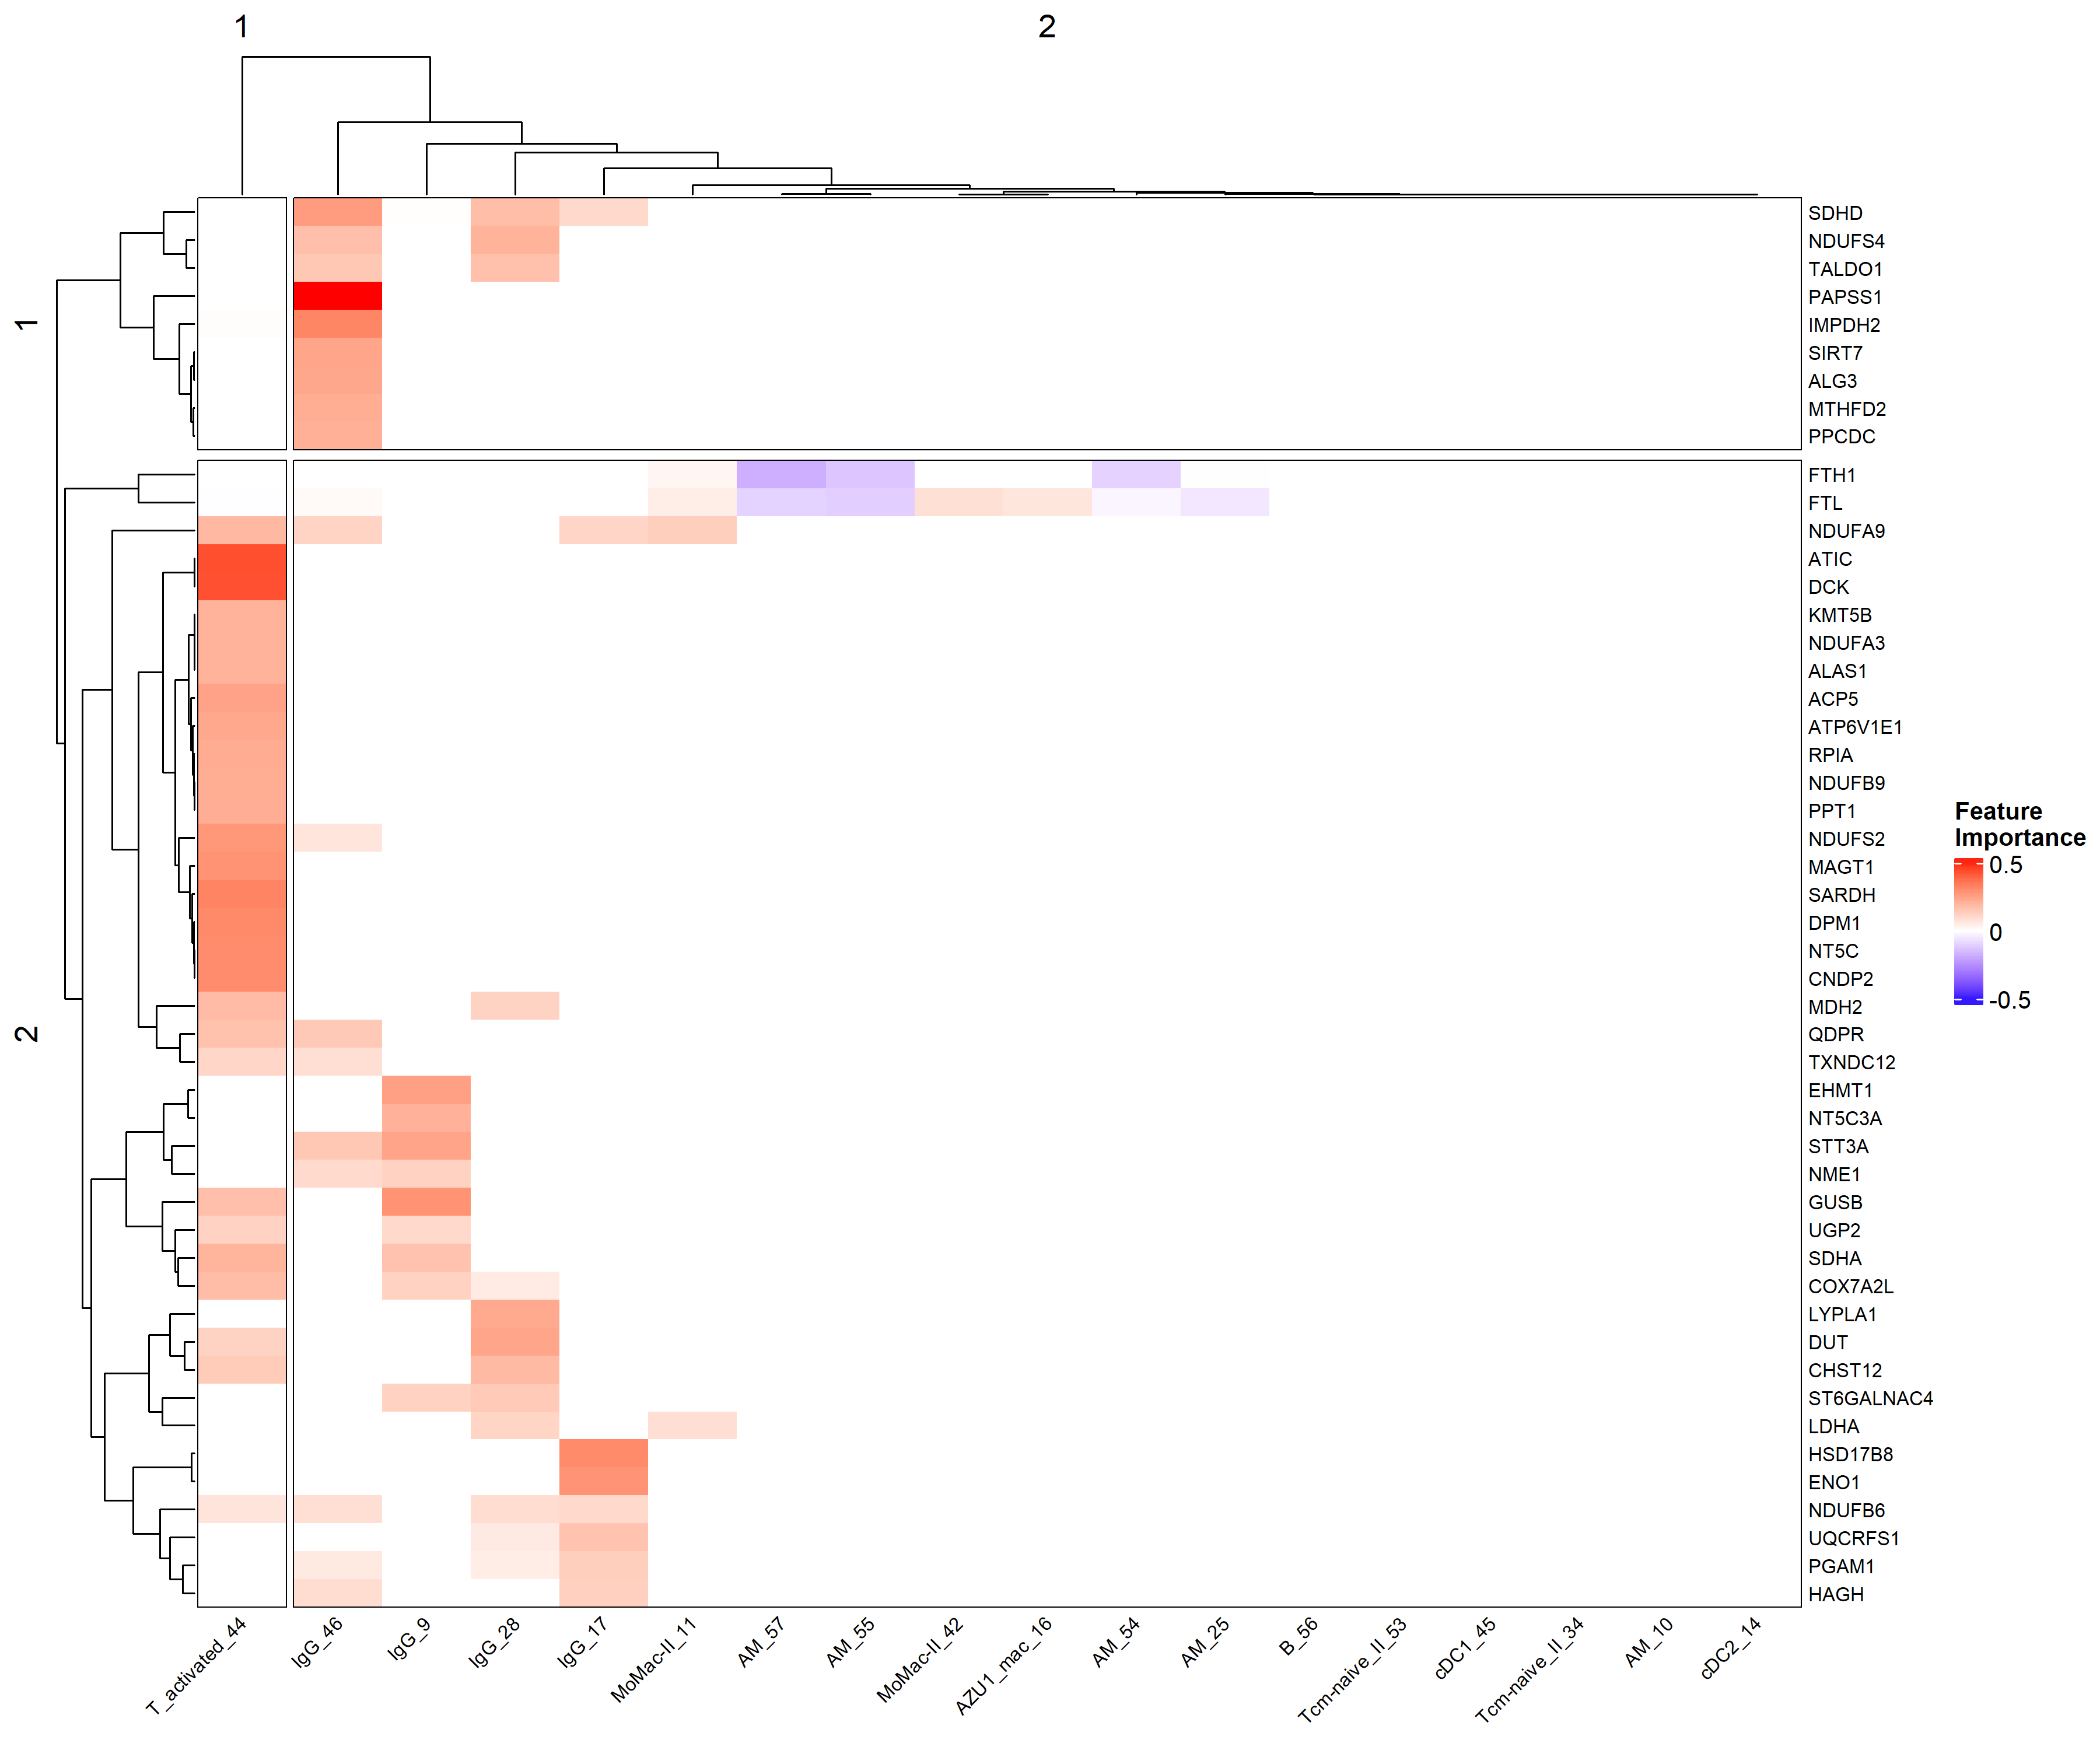 1
2
1
2
SDHD
NDUFS4
TALDO1
PAPSS1
IMPDH2
SIRT7
ALG3
MTHFD2
PPCDC
FTH1
FTL
NDUFA9
ATIC
DCK
KMT5B
NDUFA3
ALAS1
ACP5
ATP6V1E1
RPIA
NDUFB9
PPT1
NDUFS2
MAGT1
SARDH
DPM1
NT5C
CNDP2
MDH2
QDPR
TXNDC12
EHMT1
NT5C3A
STT3A
NME1
GUSB
UGP2
SDHA
COX7A2L
LYPLA1
DUT
CHST12
ST6GALNAC4
LDHA
HSD17B8
ENO1
NDUFB6
UQCRFS1
PGAM1
HAGH
Feature
Importance
0.5
0
-0.5
T_activated_44
IgG_46
IgG_9
IgG_28
IgG_17
MoMac-II_11
AM_57
AM_55
MoMac-II_42
AZU1_mac_16
AM_54
AM_25
B_56
Tcm-naive_II_53
cDC1_45
Tcm-naive_II_34
AM_10
cDC2_14